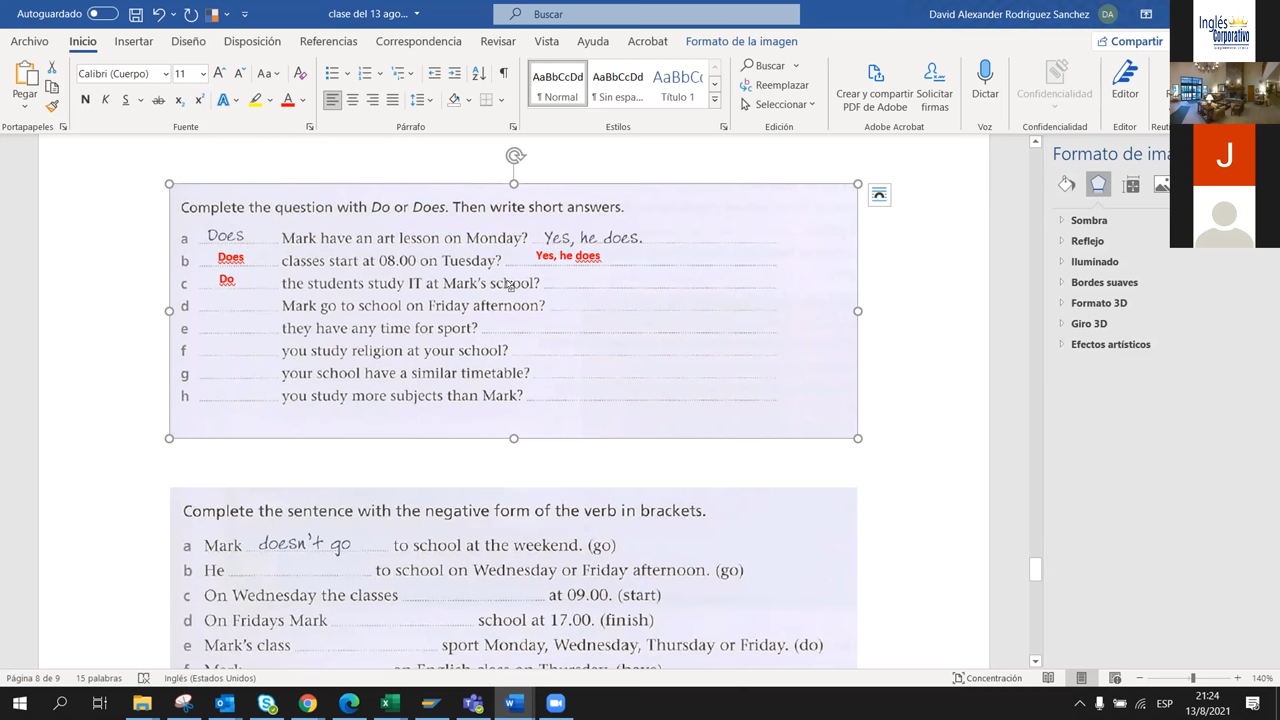 Autoguardado
clase del 13 ago...
Buscar
David Alexander Rodriguez Sanchez
DA
Inglés
Corporativo
Archivo
Inicio
Insertar
Diseño
Disposición
Referencias
Correspondencia
Revisar
Vista
Ayuda
Acrobat
Formato de la imagen
Compartir
Pegar
Calibri (Cuerpo)
11
AaBbCcDd
AaBbCcDd
AaBbC(
¶ Normal
¶ Sin espa...
Título 1
Buscar
Reemplazar
Seleccionar
Crear y compartir
PDF de Adobe
Solicitar
firmas
Dictar
Confidencialidad
Editor
Portapapeles
Fuente
Párrafo
Estilos
Edición
Adobe Acrobat
Voz
Confidencialidad
Editor
Reuti
J
Formato de ima
Sombra
Reflejo
Iluminado
Bordes suaves
Formato 3D
Giro 3D
Efectos artísticos
Complete the question with Do or Does. Then write short answers.
a Does Mark have an art lesson on Monday? Yes, he does.
b Does classes start at 08.00 on Tuesday? Yes, he does
c Do the students study IT at Mark's school?
d Mark go to school on Friday afternoon?
e they have any time for sport?
f you study religion at your school?
g your school have a similar timetable?
h you study more subjects than Mark?
Complete the sentence with the negative form of the verb in brackets.
a Mark doesn't go to school at the weekend. (go)
b He to school on Wednesday or Friday afternoon. (go)
c On Wednesday the classes at 09.00. (start)
d On Fridays Mark school at 17.00. (finish)
e Mark's class sport Monday, Wednesday, Thursday or Friday. (do)
f Mark an English class on Thursday. (have)
Página 8 de 9
15 palabras
Inglés (Estados Unidos)
Concentración
140%
ESP
21:24
13/8/2021